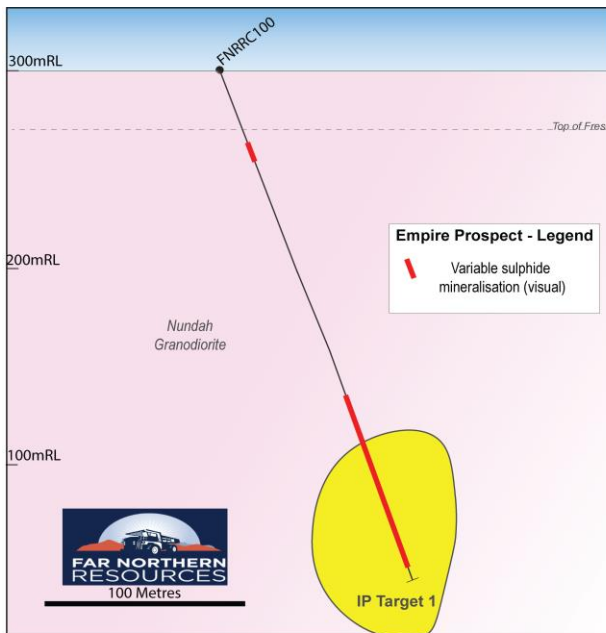 FNRRC100
300mRL
Top of Fres
Empire Prospect - Legend
Variable sulphide
mineralisation (visual)
200mRL
Nundah
Granodiorite
100mRL
FAR NORTHERN
RESOURCES
100 Metres
IP Target 1